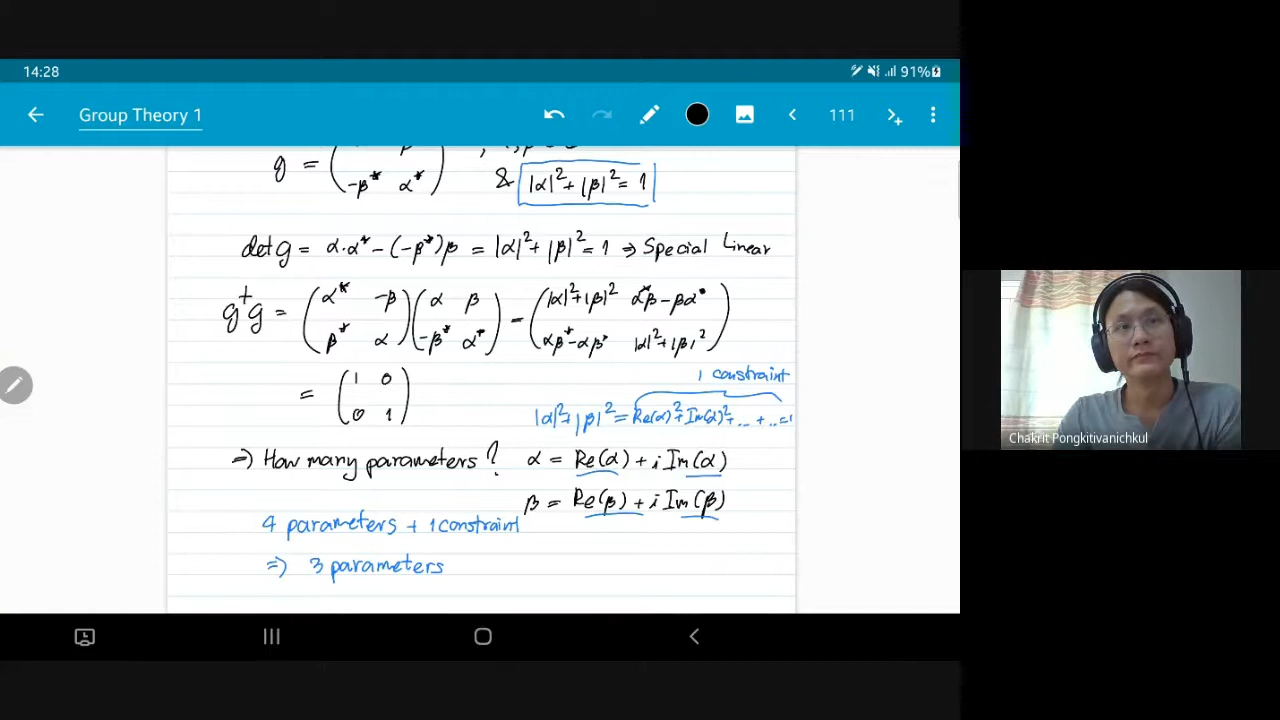 14:28
91%
Group Theory 1
111
g = ( -β* α* )
& |α|²+|β|²= 1
det g = α·α* – (-β*)β = |α|²+ |β|²= 1 ⇒ Special Linear
g†g = ( α* -β ; β* α )( α β ; -β* α* ) = ( |α|²+|β|² α*β – βα* ; αβ*-αβ* |α|²+|β|² )
= ( 1 0 ; 0 1 )
1 constraint
|α|²+|β|² = Re(α)²+Im(α)²+ ... + .. =1
⇒ How many parameters? α = Re(α) + i Im(α)
β = Re(β) + i Im(β)
4 parameters + 1 constraint
⇒ 3 parameters
Chakrit Pongkitivanichkul